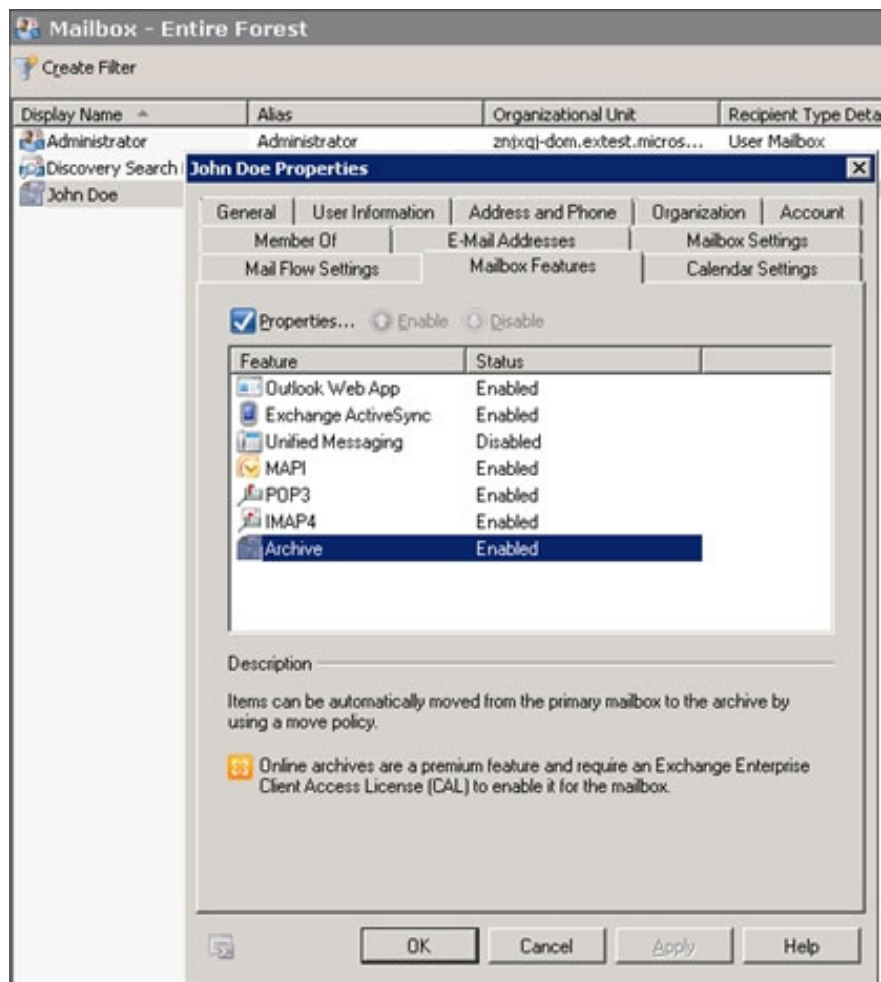 Mailbox - Entire Forest
Create Filter
Display Name Alias Organizational Unit Recipient Type Deta
Administrator Administrator znjxqj-dom.extest.micros... User Mailbox
Discovery Search
John Doe
John Doe Properties
General User Information Address and Phone Organization Account
Member Of E-Mail Addresses Mailbox Settings
Mail Flow Settings Mailbox Features Calendar Settings
Properties... Enable Disable
Feature Status
Outlook Web App Enabled
Exchange ActiveSync Enabled
Unified Messaging Disabled
MAPI Enabled
POP3 Enabled
IMAP4 Enabled
Archive Enabled
Description
Items can be automatically moved from the primary mailbox to the archive by
using a move policy.
Online archives are a premium feature and require an Exchange Enterprise
Client Access License (CAL) to enable it for the mailbox.
OK Cancel Apply Help